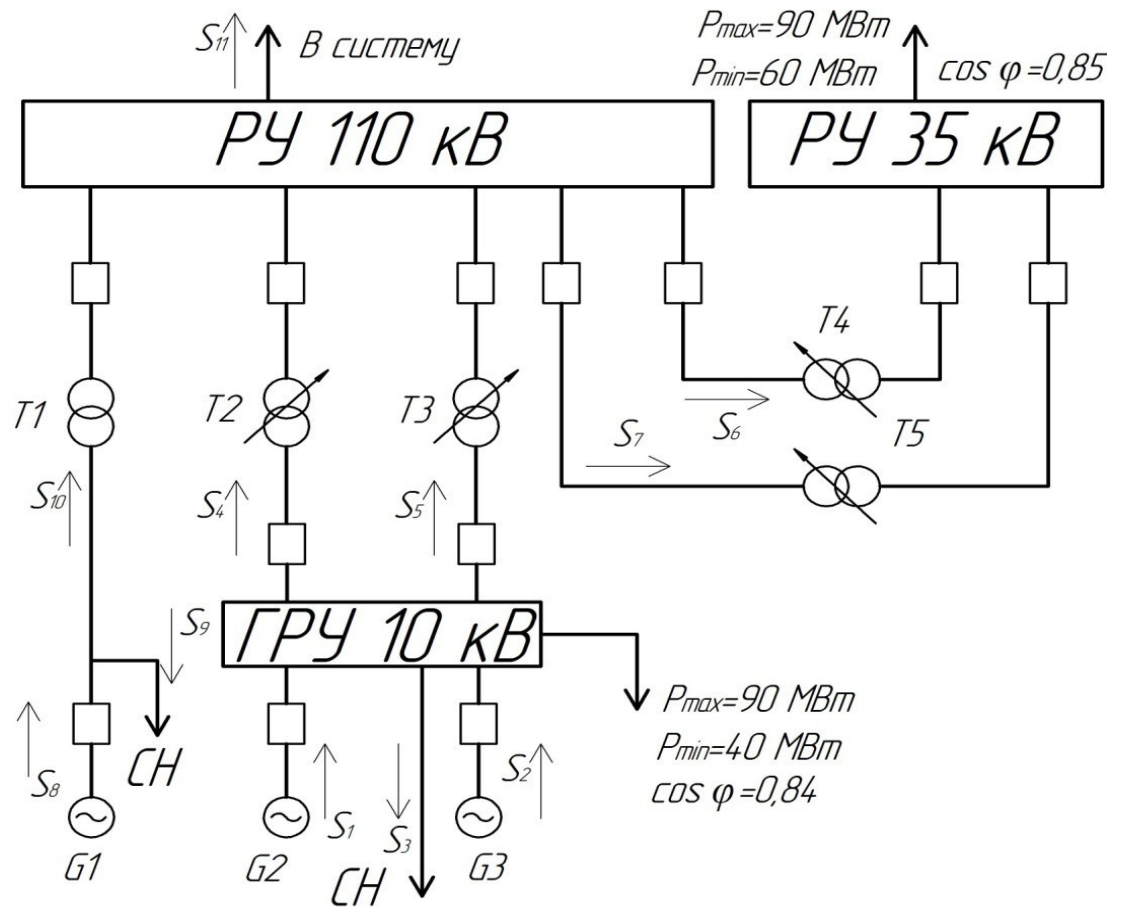 S11
В систему
Pmax=90 МВт
Pmin=60 МВт
cos φ=0,85
РУ 110 кВ
РУ 35 кВ
T1
T2
T3
T4
T5
S7
S6
S10
S4
S5
S9
ГРУ 10 кВ
Pmax=90 МВт
Pmin=40 МВт
cos φ=0,84
S8
СН
S1
S3
S2
G1
G2
СН
G3